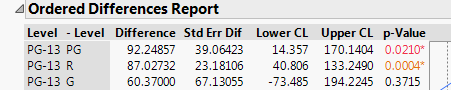 Ordered Differences Report
Level - Level Difference Std Err Dif Lower CL Upper CL p-Value
PG-13 PG 92.24857 39.06423 14.357 170.1404 0.0210*
PG-13 R 87.02732 23.18106 40.806 133.2490 0.0004*
PG-13 G 60.37000 67.13055 -73.485 194.2245 0.3715